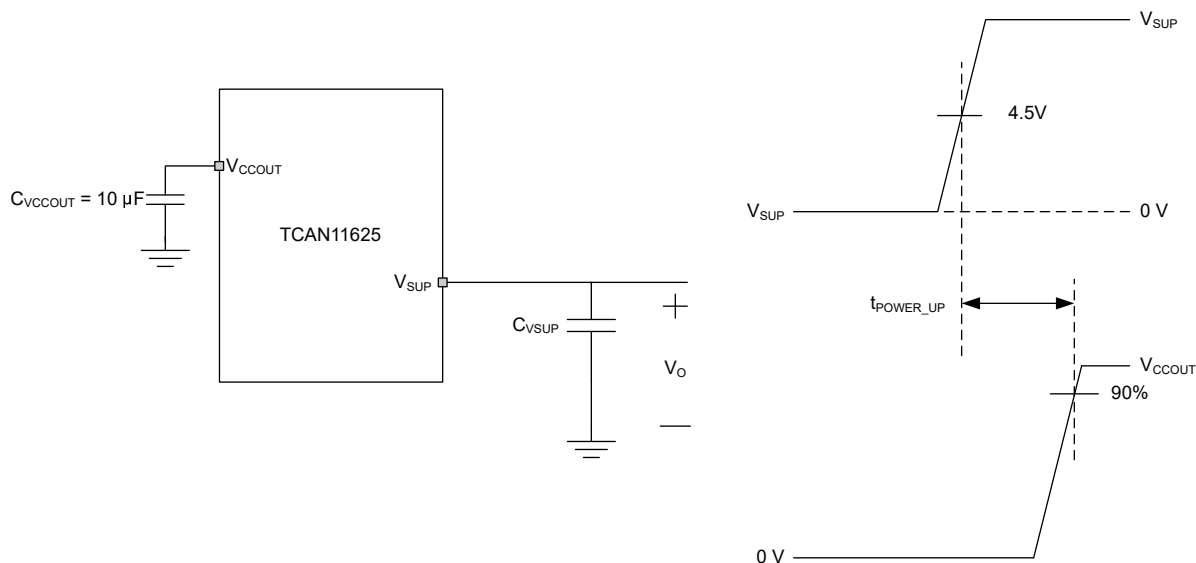 V_CCOUT
C_VCCOUT = 10 µF
TCAN11625
V_SUP
C_VSUP
+
V_O
—
V_SUP
4.5V
V_SUP
0 V
t_POWER_UP
V_CCOUT
90%
0 V